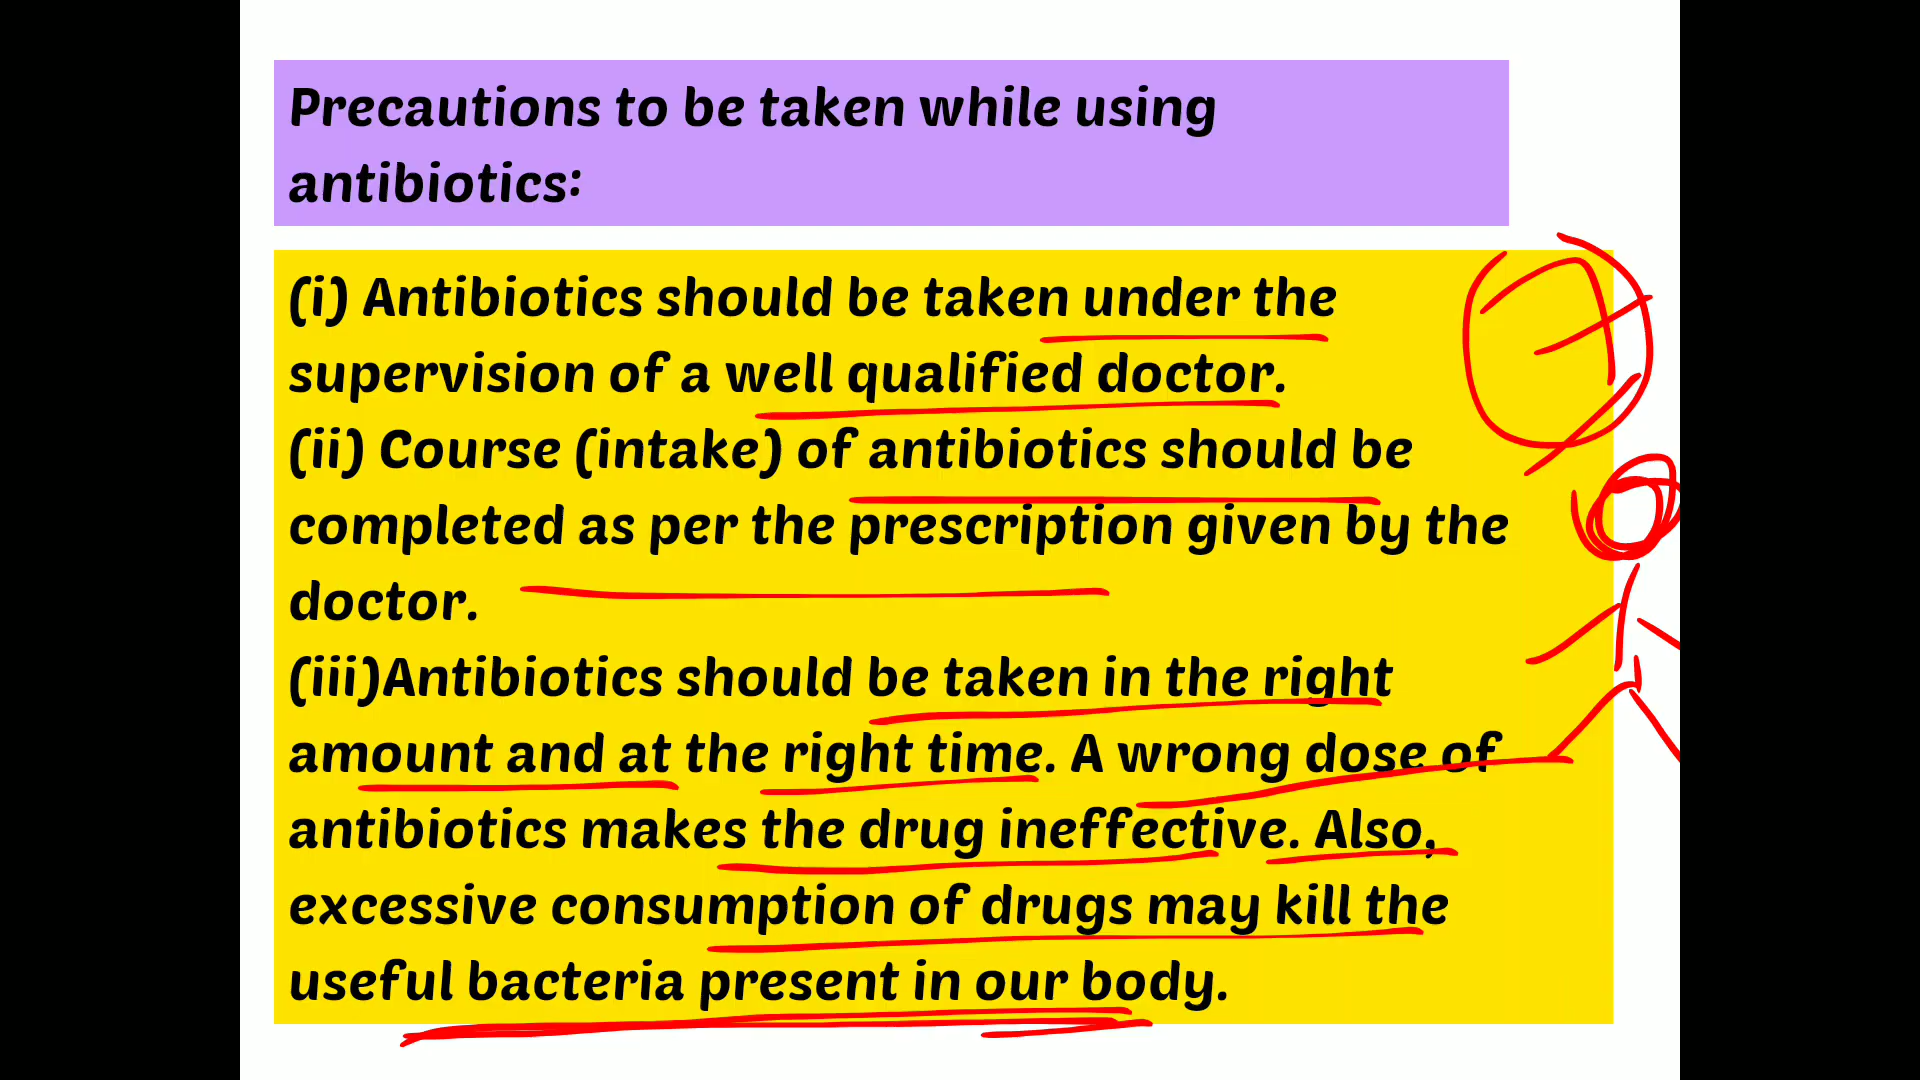 Precautions to be taken while using
antibiotics:
(i) Antibiotics should be taken under the
supervision of a well qualified doctor.
(ii) Course (intake) of antibiotics should be
completed as per the prescription given by the
doctor.
(iii)Antibiotics should be taken in the right
amount and at the right time. A wrong dose of
antibiotics makes the drug ineffective. Also,
excessive consumption of drugs may kill the
useful bacteria present in our body.